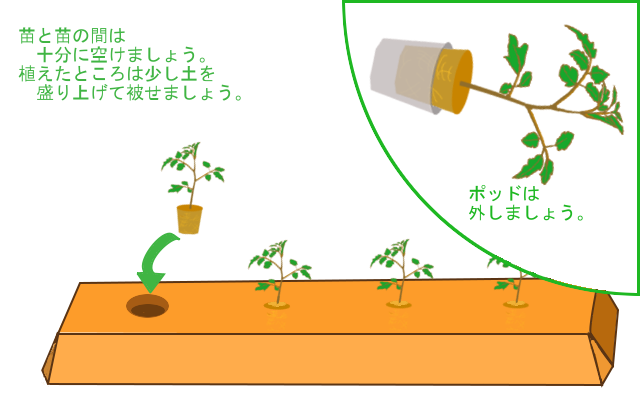 苗と苗の間は
十分に空けましょう。
植えたところは少し土を
盛り上げて被せましょう。
ポッドは
外しましょう。